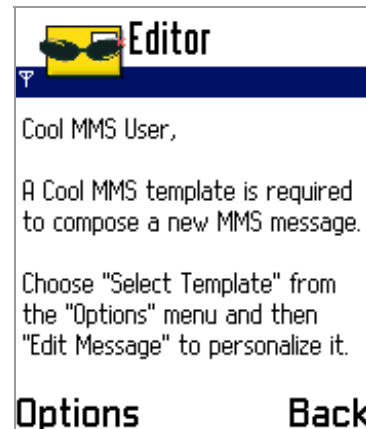 Editor
Cool MMS User,
A Cool MMS template is required
to compose a new MMS message.
Choose "Select Template" from
the "Options" menu and then
"Edit Message" to personalize it.
Options Back